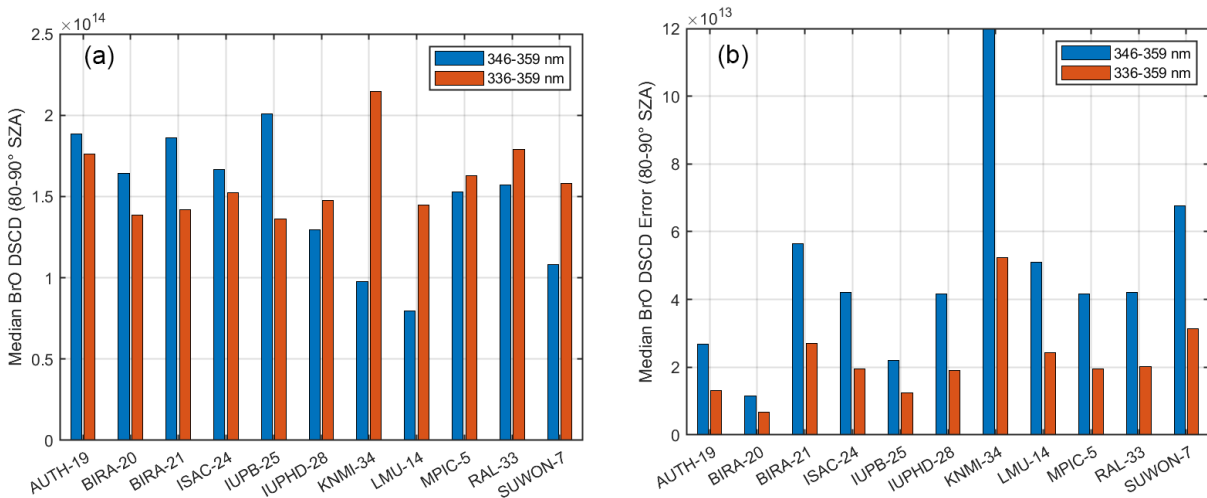 ×10^14
(a)
346-359 nm
336-359 nm
Median BrO DSCD (80-90° SZA)
2.5
2
1.5
1
0.5
0
AUTH-19
BIRA-20
BIRA-21
ISAC-24
IUPB-25
IUPHD-28
KNMI-34
LMU-14
MPIC-5
RAL-33
SUWON-7
×10^13
(b)
346-359 nm
336-359 nm
Median BrO DSCD Error (80-90° SZA)
12
10
8
6
4
2
0
AUTH-19
BIRA-20
BIRA-21
ISAC-24
IUPB-25
IUPHD-28
KNMI-34
LMU-14
MPIC-5
RAL-33
SUWON-7